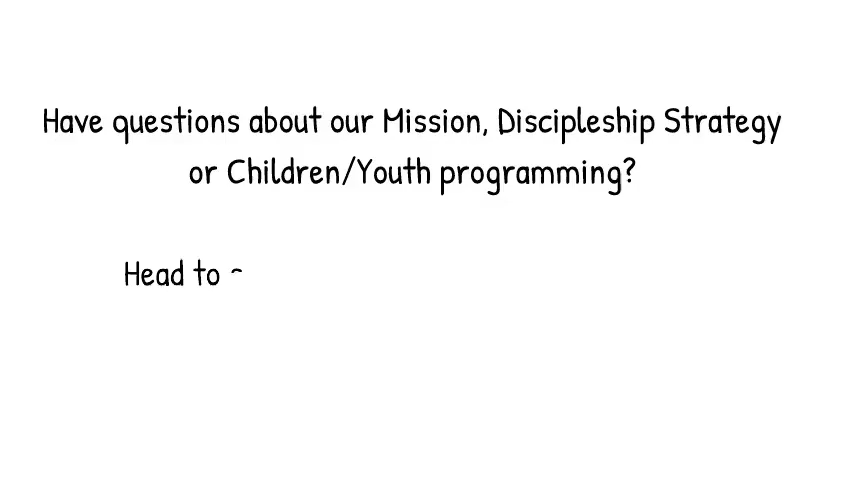 Have questions about our Mission, Discipleship Strategy
or Children/Youth programming?
Head to